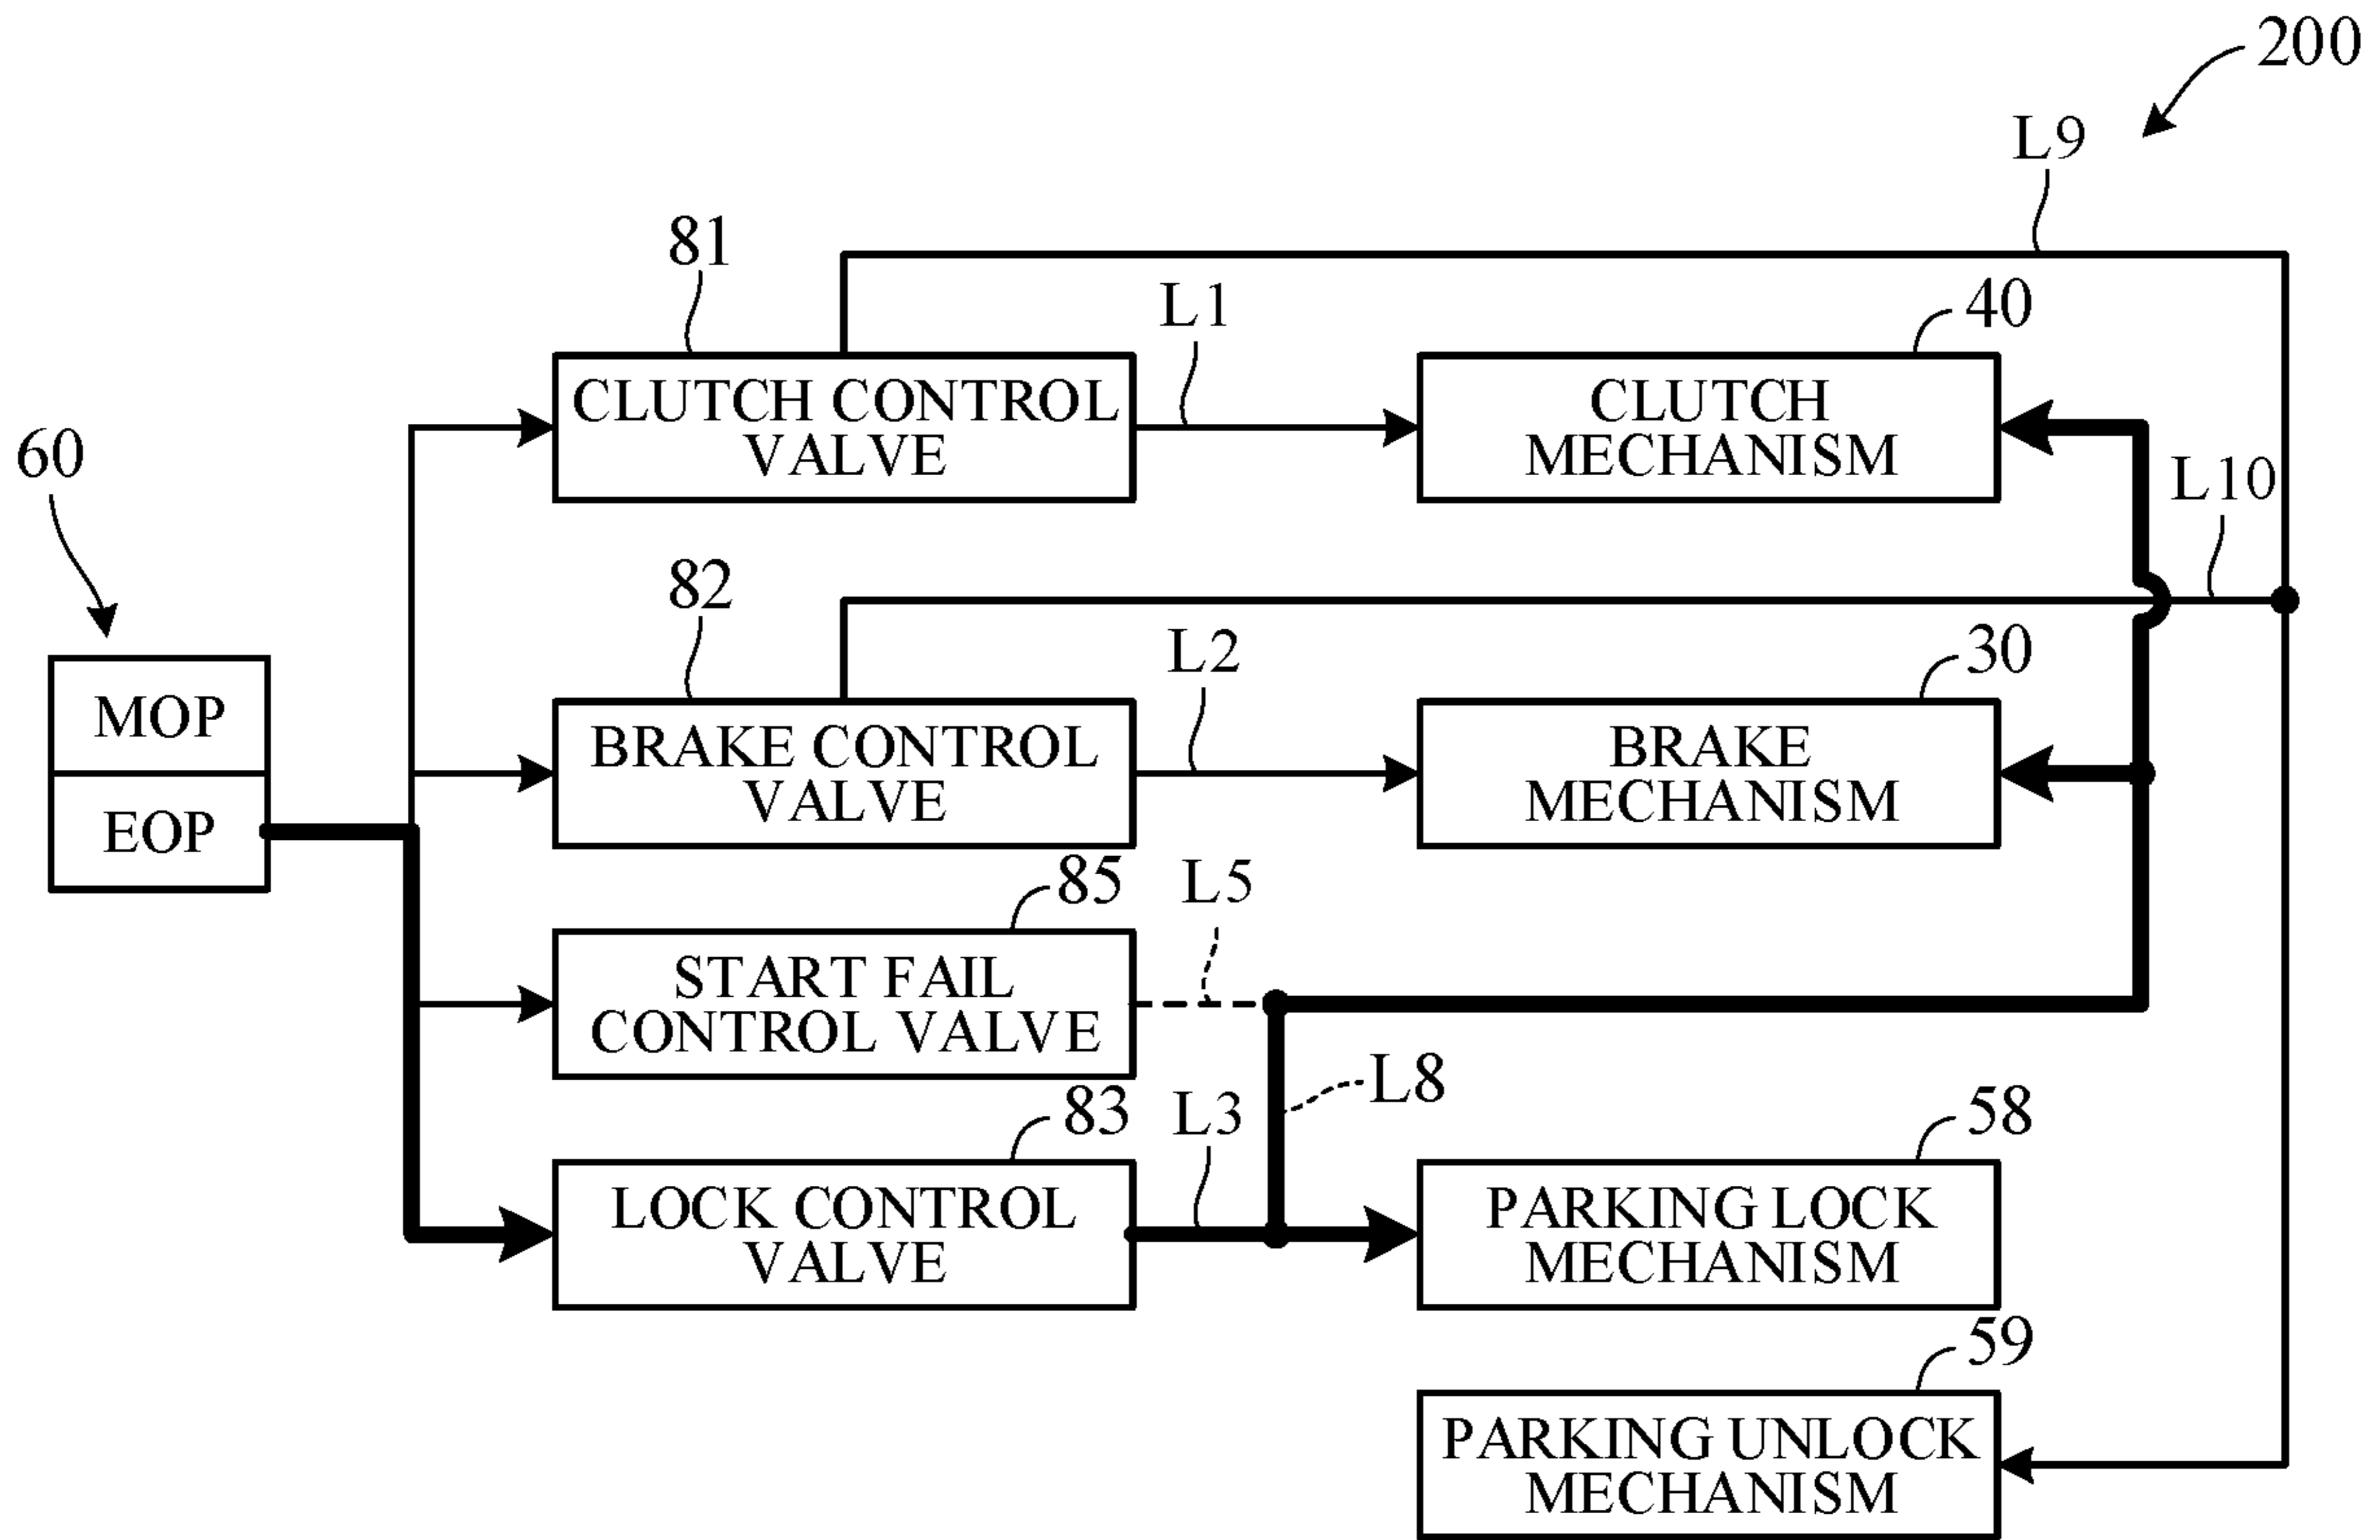 200
L9
81
L1
40
CLUTCH CONTROL
VALVE
CLUTCH
MECHANISM
60
L10
82
L2
30
MOP
EOP
BRAKE CONTROL
VALVE
BRAKE
MECHANISM
85
L5
START FAIL
CONTROL VALVE
L8
83
L3
58
LOCK CONTROL
VALVE
PARKING LOCK
MECHANISM
59
PARKING UNLOCK
MECHANISM